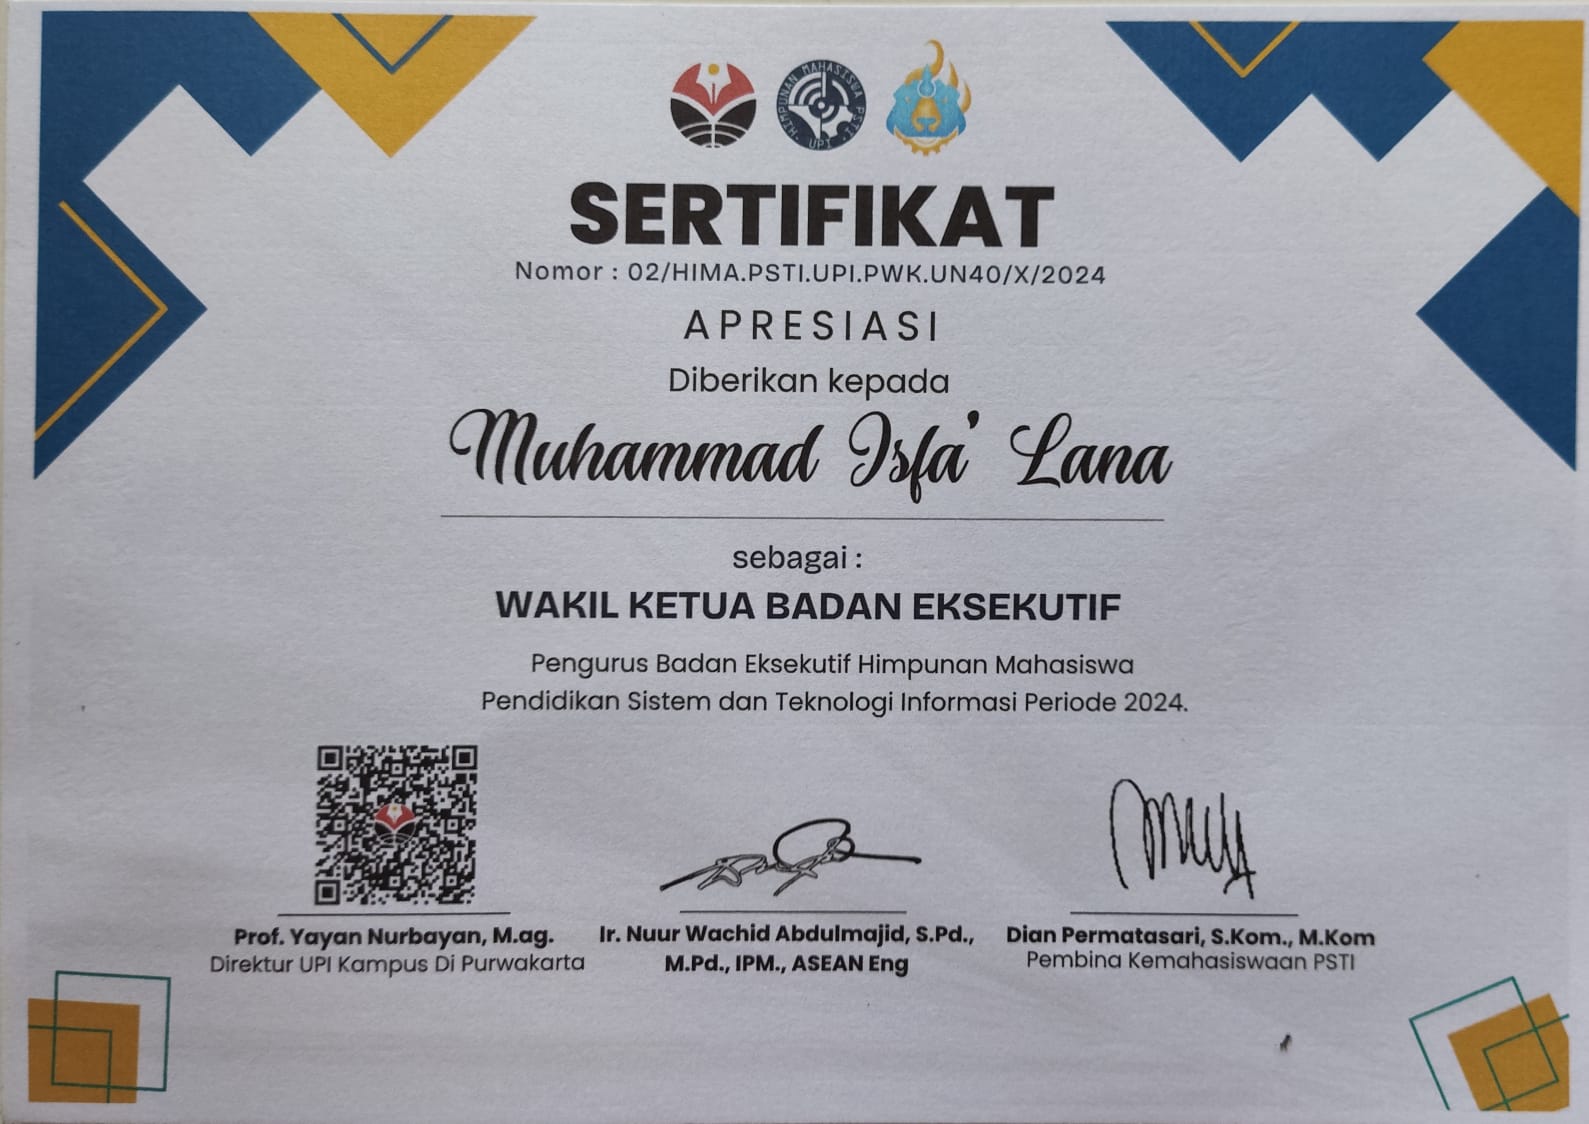 HIMPUNAN MAHASISWA PSTI
UPI
SERTIFIKAT
Nomor : 02/HIMA.PSTI.UPI.PWK.UN40/X/2024
APRESIASI
Diberikan kepada
Muhammad Isfa' Lana
sebagai :
WAKIL KETUA BADAN EKSEKUTIF
Pengurus Badan Eksekutif Himpunan Mahasiswa
Pendidikan Sistem dan Teknologi Informasi Periode 2024.
Prof. Yayan Nurbayan, M.ag.
Direktur UPI Kampus Di Purwakarta
Ir. Nuur Wachid Abdulmajid, S.Pd.,
M.Pd., IPM., ASEAN Eng
Dian Permatasari, S.Kom., M.Kom
Pembina Kemahasiswaan PSTI